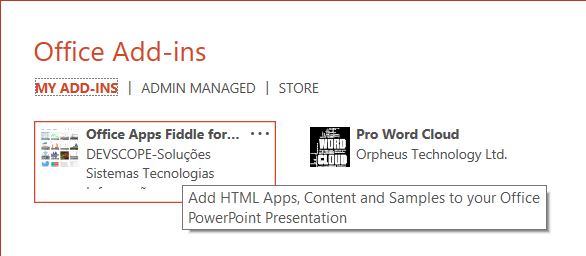 Office Add-ins
MY ADD-INS | ADMIN MANAGED | STORE
Office Apps Fiddle for... ...
DEVSCOPE-Soluções
Sistemas Tecnologias
Pro Word Cloud
Orpheus Technology Ltd.
WORD
CLOUD
Add HTML Apps, Content and Samples to your Office
PowerPoint Presentation